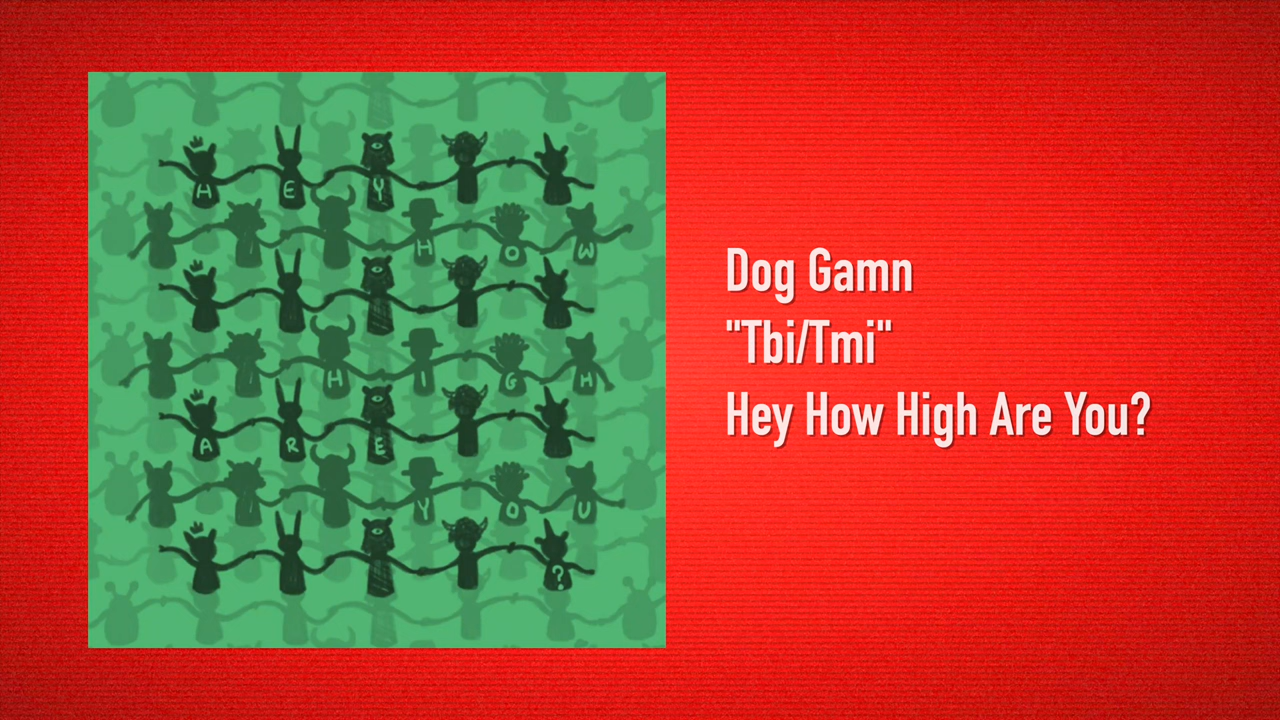 HEY
HOW
HIGH
ARE
YOU
?
Dog Gamn
"Tbi/Tmi"
Hey How High Are You?